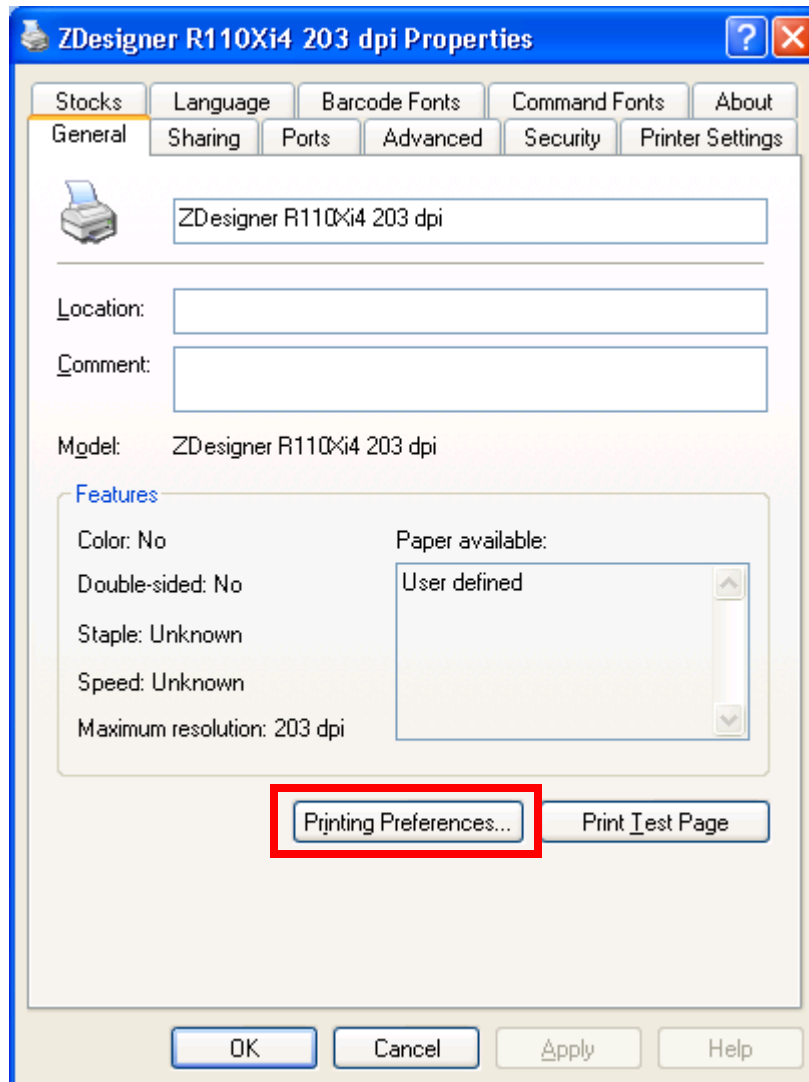 ZDesigner R110Xi4 203 dpi Properties
Stocks Language Barcode Fonts Command Fonts About
General Sharing Ports Advanced Security Printer Settings
ZDesigner R110Xi4 203 dpi
Location:
Comment:
Model: ZDesigner R110Xi4 203 dpi
Features
Color: No Paper available:
Double-sided: No User defined
Staple: Unknown
Speed: Unknown
Maximum resolution: 203 dpi
Printing Preferences... Print Test Page
OK Cancel Apply Help